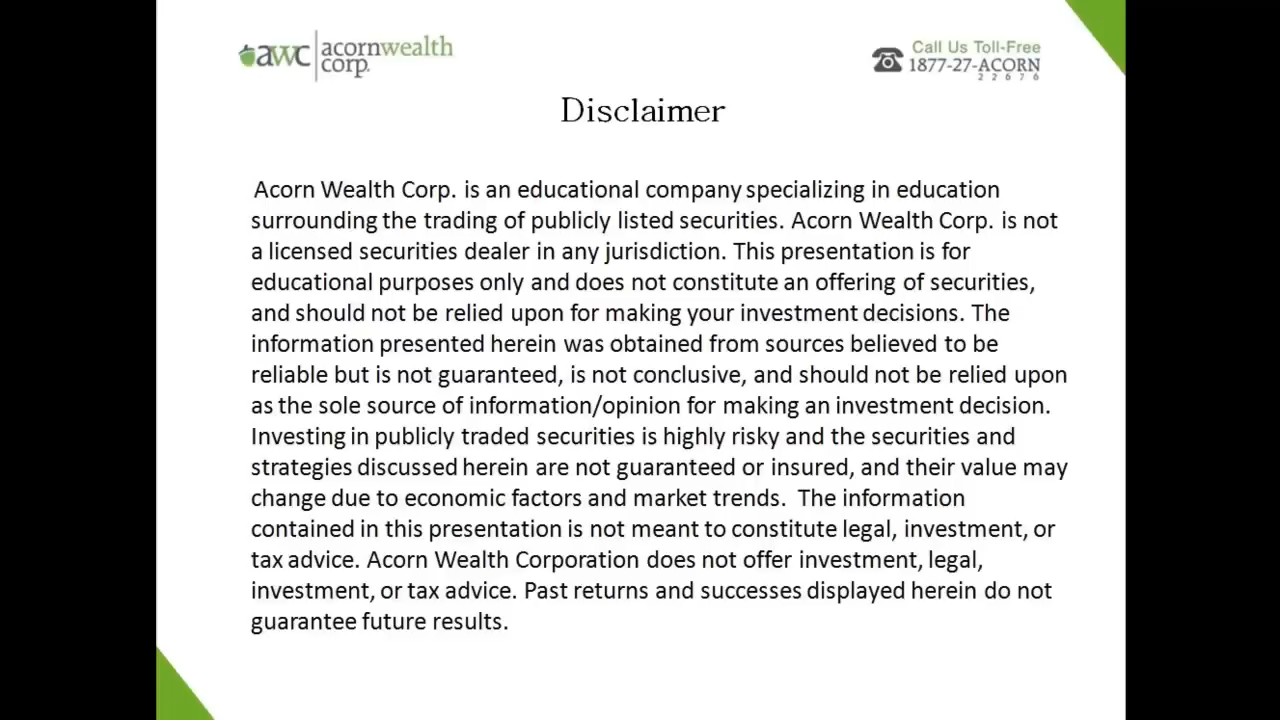 awc acornwealth
corp.
Call Us Toll-Free
1877-27-ACORN
22676
Disclaimer
Acorn Wealth Corp. is an educational company specializing in education
surrounding the trading of publicly listed securities. Acorn Wealth Corp. is not
a licensed securities dealer in any jurisdiction. This presentation is for
educational purposes only and does not constitute an offering of securities,
and should not be relied upon for making your investment decisions. The
information presented herein was obtained from sources believed to be
reliable but is not guaranteed, is not conclusive, and should not be relied upon
as the sole source of information/opinion for making an investment decision.
Investing in publicly traded securities is highly risky and the securities and
strategies discussed herein are not guaranteed or insured, and their value may
change due to economic factors and market trends.  The information
contained in this presentation is not meant to constitute legal, investment, or
tax advice. Acorn Wealth Corporation does not offer investment, legal,
investment, or tax advice. Past returns and successes displayed herein do not
guarantee future results.